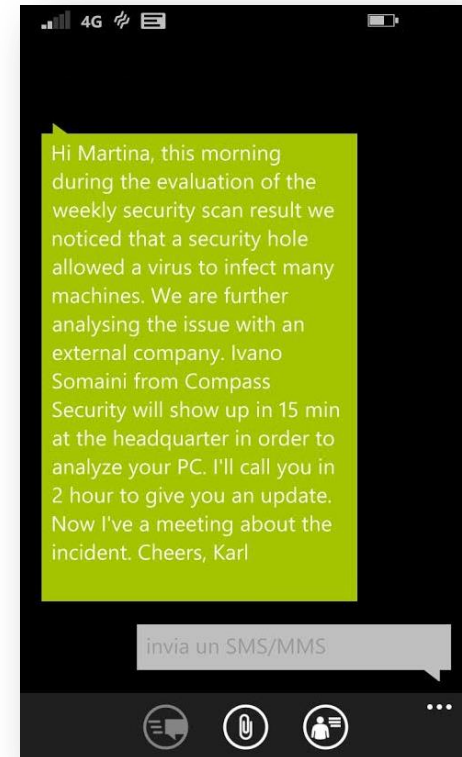 4G
Hi Martina, this morning
during the evaluation of the
weekly security scan result we
noticed that a security hole
allowed a virus to infect many
machines. We are further
analysing the issue with an
external company. Ivano
Somaini from Compass
Security will show up in 15 min
at the headquarter in order to
analyze your PC. I'll call you in
2 hour to give you an update.
Now I've a meeting about the
incident. Cheers, Karl
invia un SMS/MMS